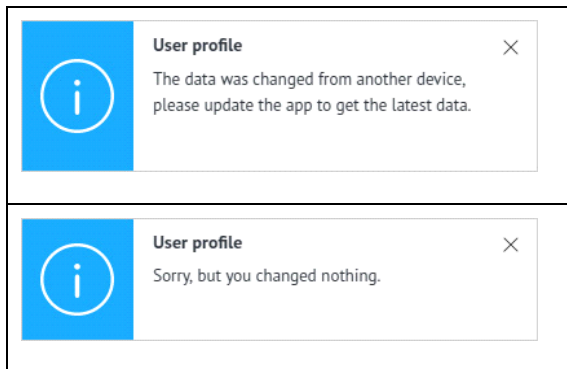 User profile
The data was changed from another device,
please update the app to get the latest data.
User profile
Sorry, but you changed nothing.